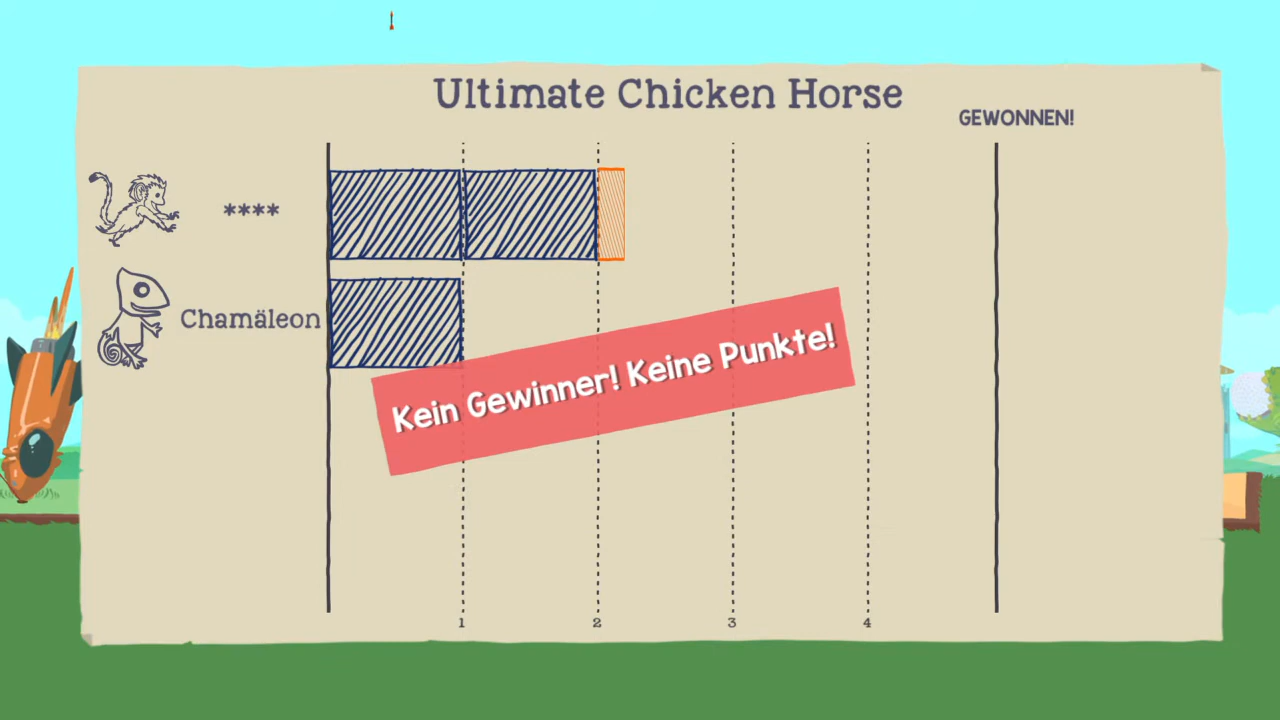 Ultimate Chicken Horse
GEWONNEN!
****
Chamäleon
Kein Gewinner! Keine Punkte!
1 2 3 4